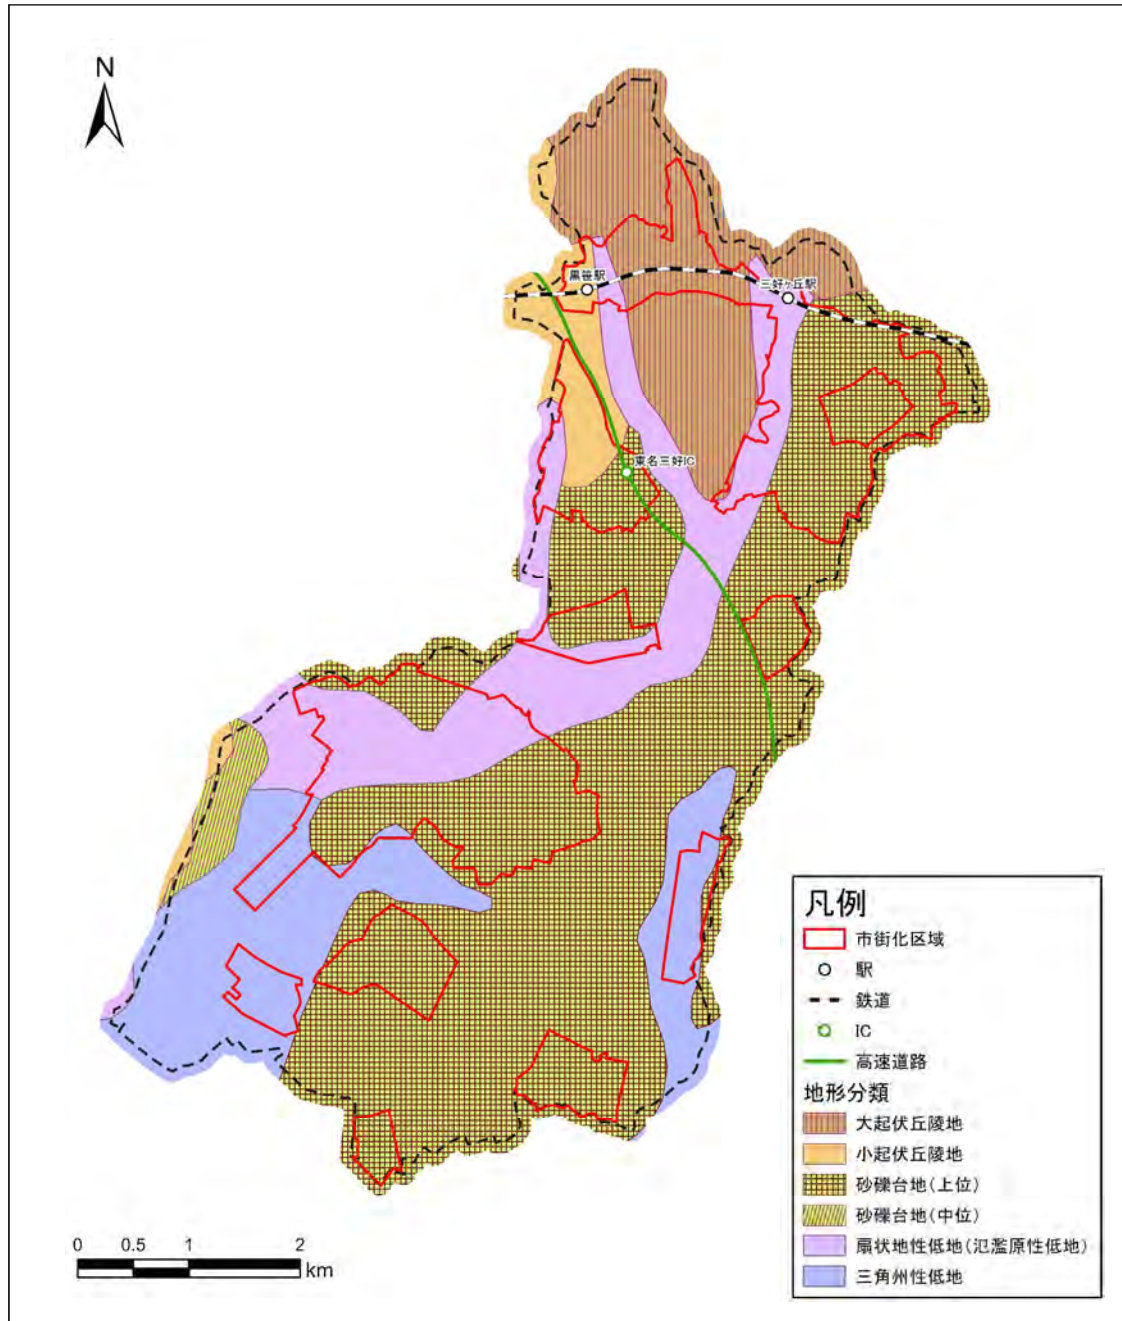 N
黒笹駅
三好ヶ丘駅
東名三好IC
凡例
市街化区域
駅
鉄道
IC
高速道路
地形分類
大起伏丘陵地
小起伏丘陵地
砂礫台地(上位)
砂礫台地(中位)
扇状地性低地(氾濫原性低地)
三角州性低地
0 0.5 1 2
km